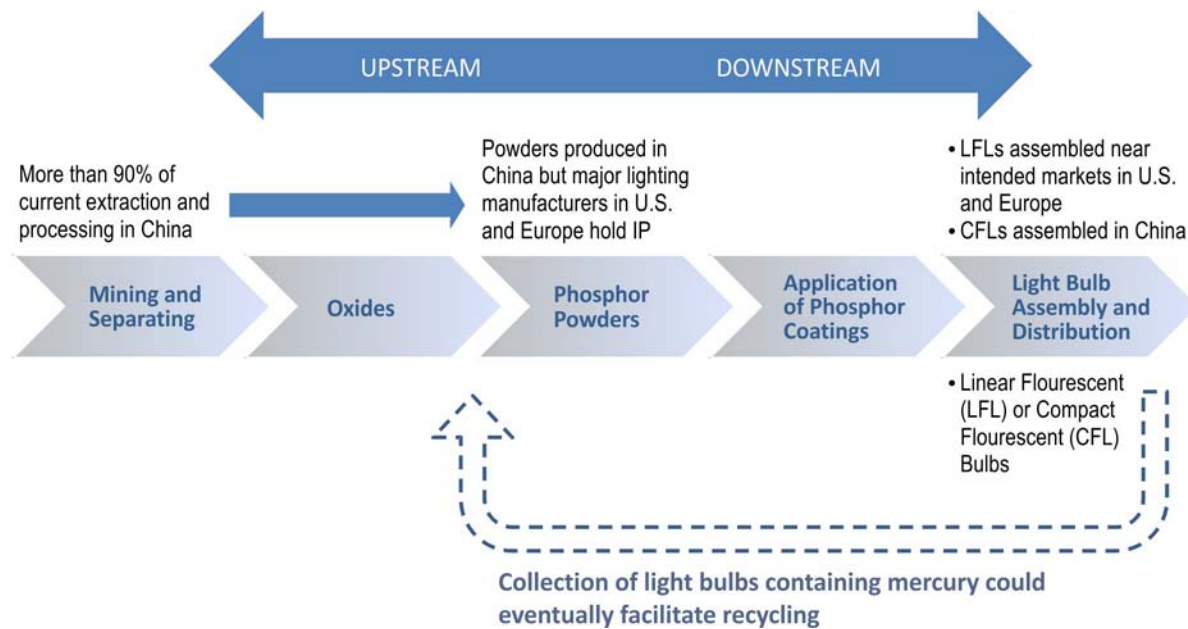 UPSTREAM
DOWNSTREAM
More than 90% of
current extraction and
processing in China
Powders produced in
China but major lighting
manufacturers in U.S.
and Europe hold IP
• LFLs assembled near
intended markets in U.S.
and Europe
• CFLs assembled in China
Mining and
Separating
Oxides
Phosphor
Powders
Application
of Phosphor
Coatings
Light Bulb
Assembly and
Distribution
• Linear Flourescent
(LFL) or Compact
Flourescent (CFL)
Bulbs
Collection of light bulbs containing mercury could
eventually facilitate recycling